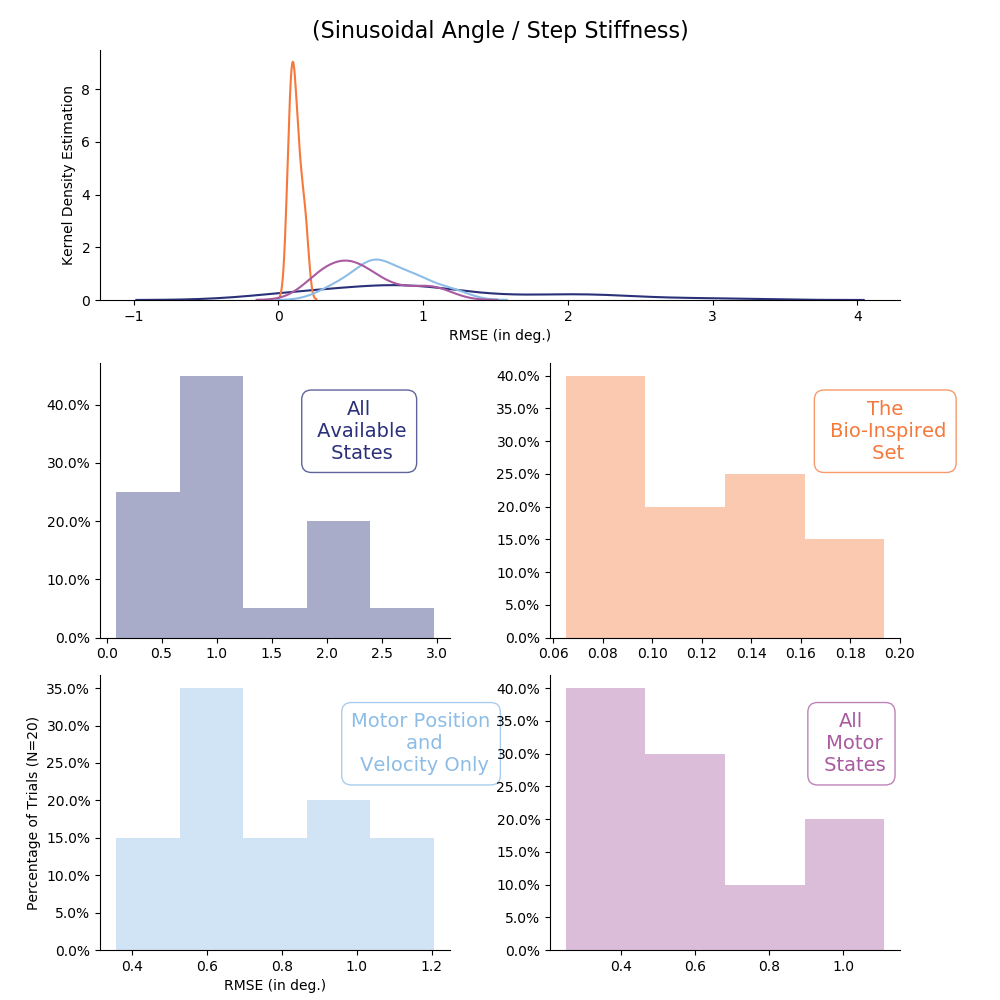 (Sinusoidal Angle / Step Stiffness)
Kernel Density Estimation
8
6
4
2
0
−1 0 1 2 3 4
RMSE (in deg.)
All
Available
States
40.0%
30.0%
20.0%
10.0%
0.0%
0.0 0.5 1.0 1.5 2.0 2.5 3.0
The
Bio-Inspired
Set
40.0%
35.0%
30.0%
25.0%
20.0%
15.0%
10.0%
5.0%
0.0%
0.06 0.08 0.10 0.12 0.14 0.16 0.18 0.20
Percentage of Trials (N=20)
Motor Position
and
Velocity Only
35.0%
30.0%
25.0%
20.0%
15.0%
10.0%
5.0%
0.0%
0.4 0.6 0.8 1.0 1.2
RMSE (in deg.)
All
Motor
States
40.0%
35.0%
30.0%
25.0%
20.0%
15.0%
10.0%
5.0%
0.0%
0.4 0.6 0.8 1.0